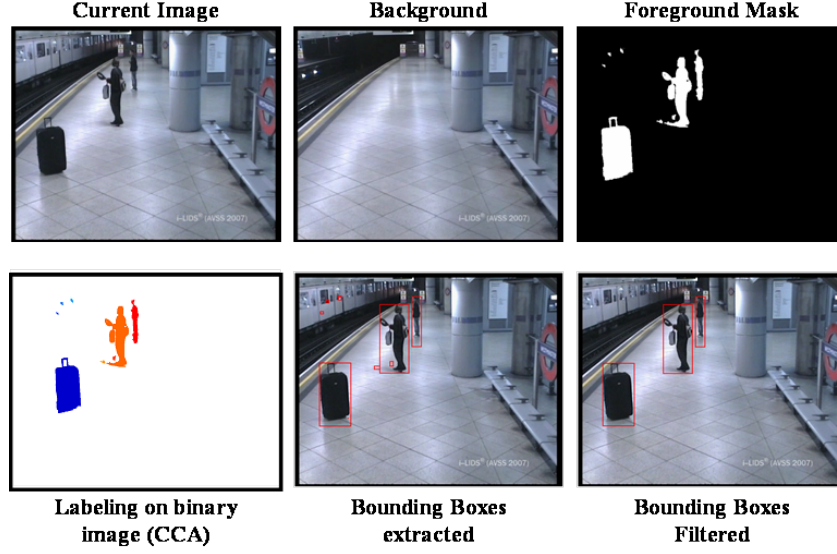 Current Image
Background
Foreground Mask
i-LIDS® (AVSS 2007)
i-LIDS® (AVSS 2007)
Labeling on binary
image (CCA)
Bounding Boxes
extracted
Bounding Boxes
Filtered
i-LIDS® (AVSS 2007)
i-LIDS® (AVSS 2007)